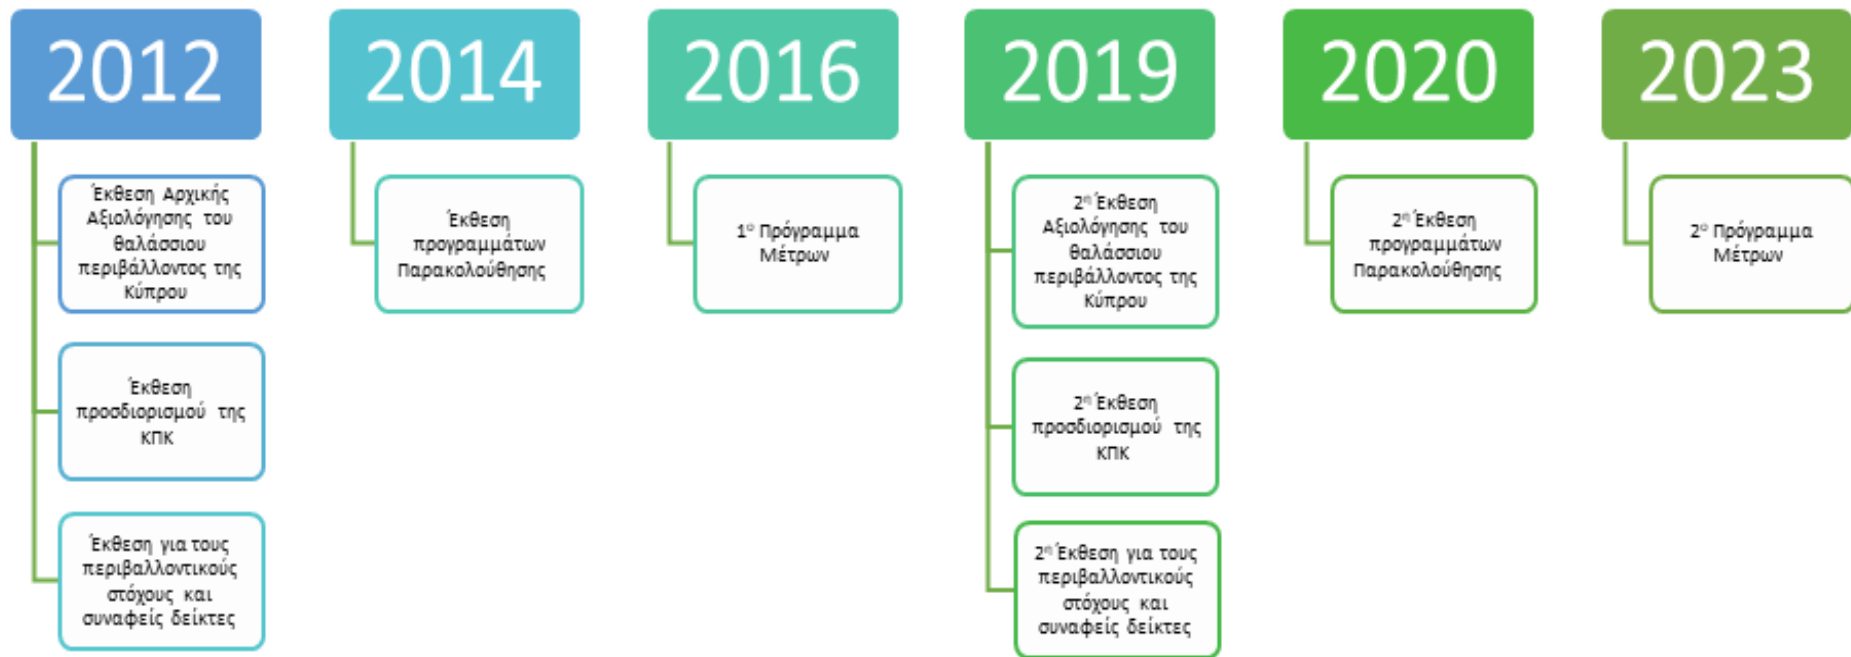 2012
Έκθεση Αρχικής
Αξιολόγησης του
θαλάσσιου
περιβάλλοντος της
Κύπρου
Έκθεση
προσδιορισμού της
ΚΠΚ
Έκθεση για τους
περιβαλλοντικούς
στόχους και
συναφείς δείκτες
2014
Έκθεση
προγραμμάτων
Παρακολούθησης
2016
1ο Πρόγραμμα
Μέτρων
2019
2η Έκθεση
Αξιολόγησης του
θαλάσσιου
περιβάλλοντος της
Κύπρου
2η Έκθεση
προσδιορισμού της
ΚΠΚ
2η Έκθεση για τους
περιβαλλοντικούς
στόχους και
συναφείς δείκτες
2020
2η Έκθεση
προγραμμάτων
Παρακολούθησης
2023
2ο Πρόγραμμα
Μέτρων